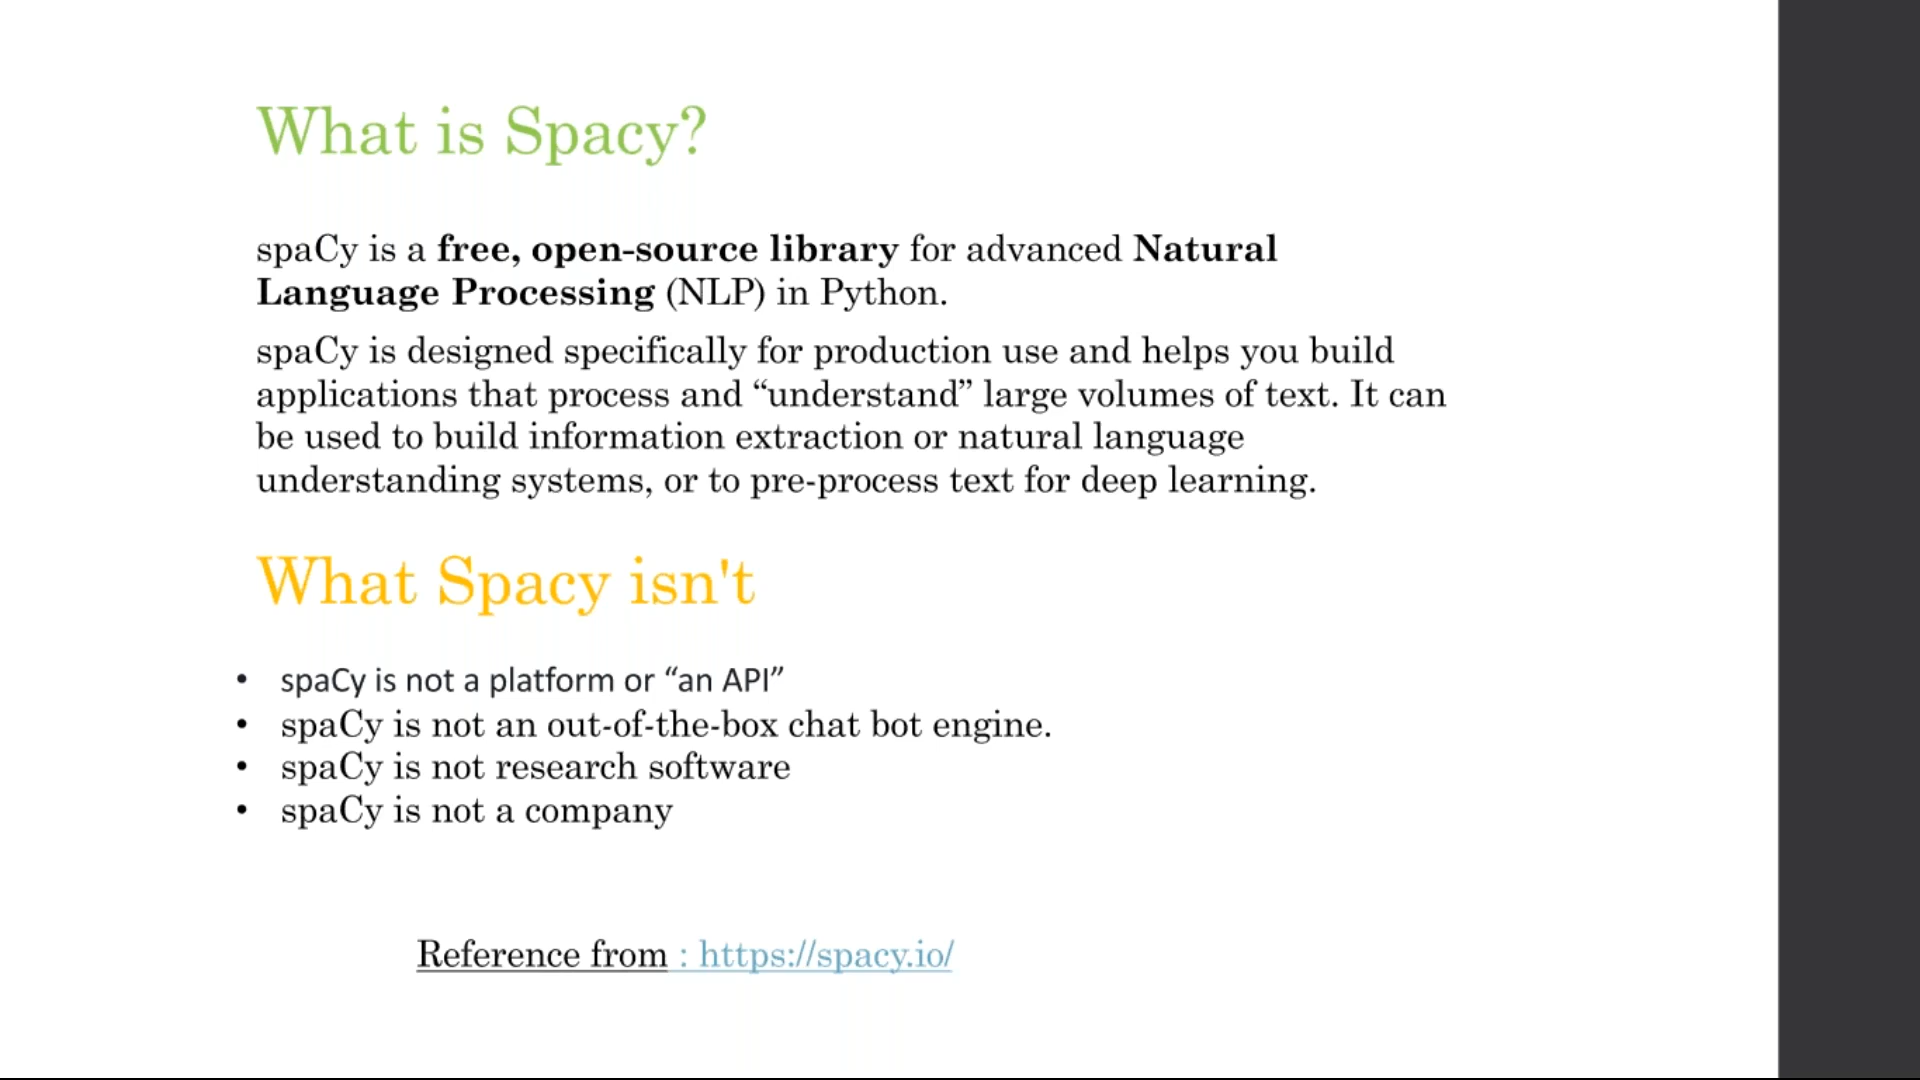 What is Spacy?
spaCy is a free, open-source library for advanced Natural
Language Processing (NLP) in Python.
spaCy is designed specifically for production use and helps you build
applications that process and “understand” large volumes of text. It can
be used to build information extraction or natural language
understanding systems, or to pre-process text for deep learning.
What Spacy isn't
• spaCy is not a platform or “an API”
• spaCy is not an out-of-the-box chat bot engine.
• spaCy is not research software
• spaCy is not a company
Reference from : https://spacy.io/